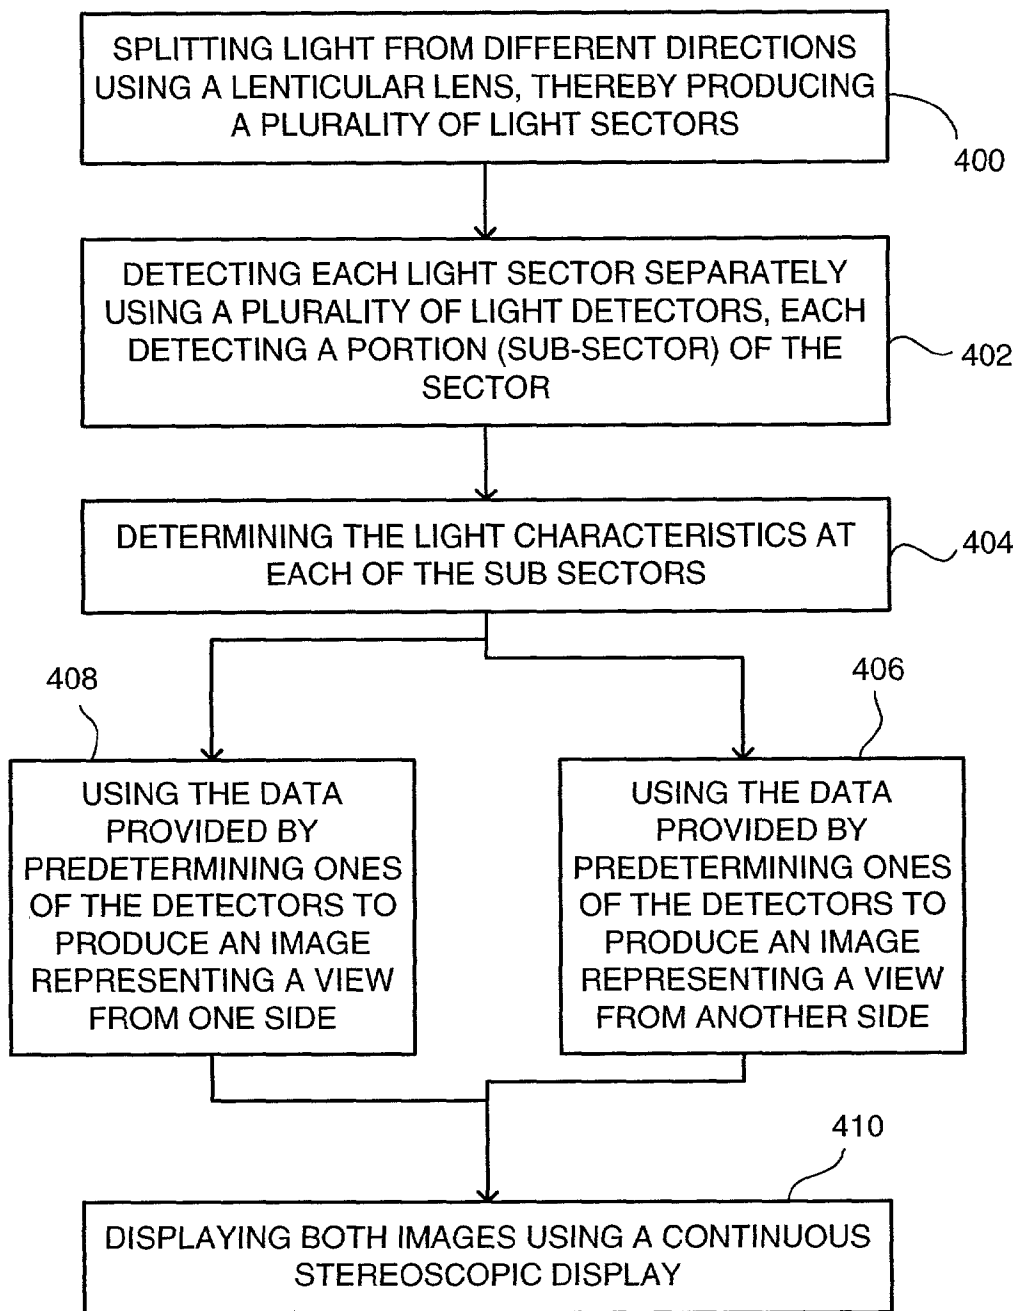 SPLITTING LIGHT FROM DIFFERENT DIRECTIONS
USING A LENTICULAR LENS, THEREBY PRODUCING
A PLURALITY OF LIGHT SECTORS
400
DETECTING EACH LIGHT SECTOR SEPARATELY
USING A PLURALITY OF LIGHT DETECTORS, EACH
DETECTING A PORTION (SUB-SECTOR) OF THE
SECTOR
402
DETERMINING THE LIGHT CHARACTERISTICS AT
EACH OF THE SUB SECTORS
404
408
USING THE DATA
PROVIDED BY
PREDETERMINING ONES
OF THE DETECTORS TO
PRODUCE AN IMAGE
REPRESENTING A VIEW
FROM ONE SIDE
406
USING THE DATA
PROVIDED BY
PREDETERMINING ONES
OF THE DETECTORS TO
PRODUCE AN IMAGE
REPRESENTING A VIEW
FROM ANOTHER SIDE
410
DISPLAYING BOTH IMAGES USING A CONTINUOUS
STEREOSCOPIC DISPLAY